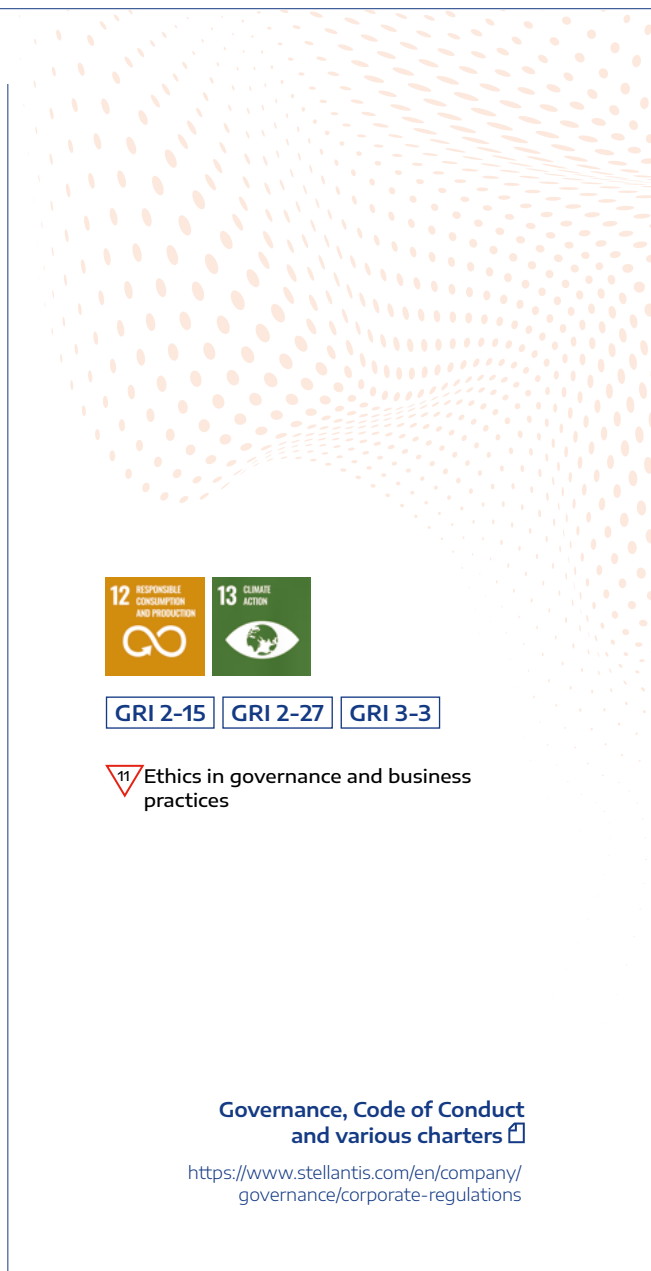 12 RESPONSIBLE
CONSUMPTION
AND PRODUCTION
13 CLIMATE
ACTION
GRI 2-15 GRI 2-27 GRI 3-3
11 Ethics in governance and business
practices
Governance, Code of Conduct
and various charters
https://www.stellantis.com/en/company/
governance/corporate-regulations